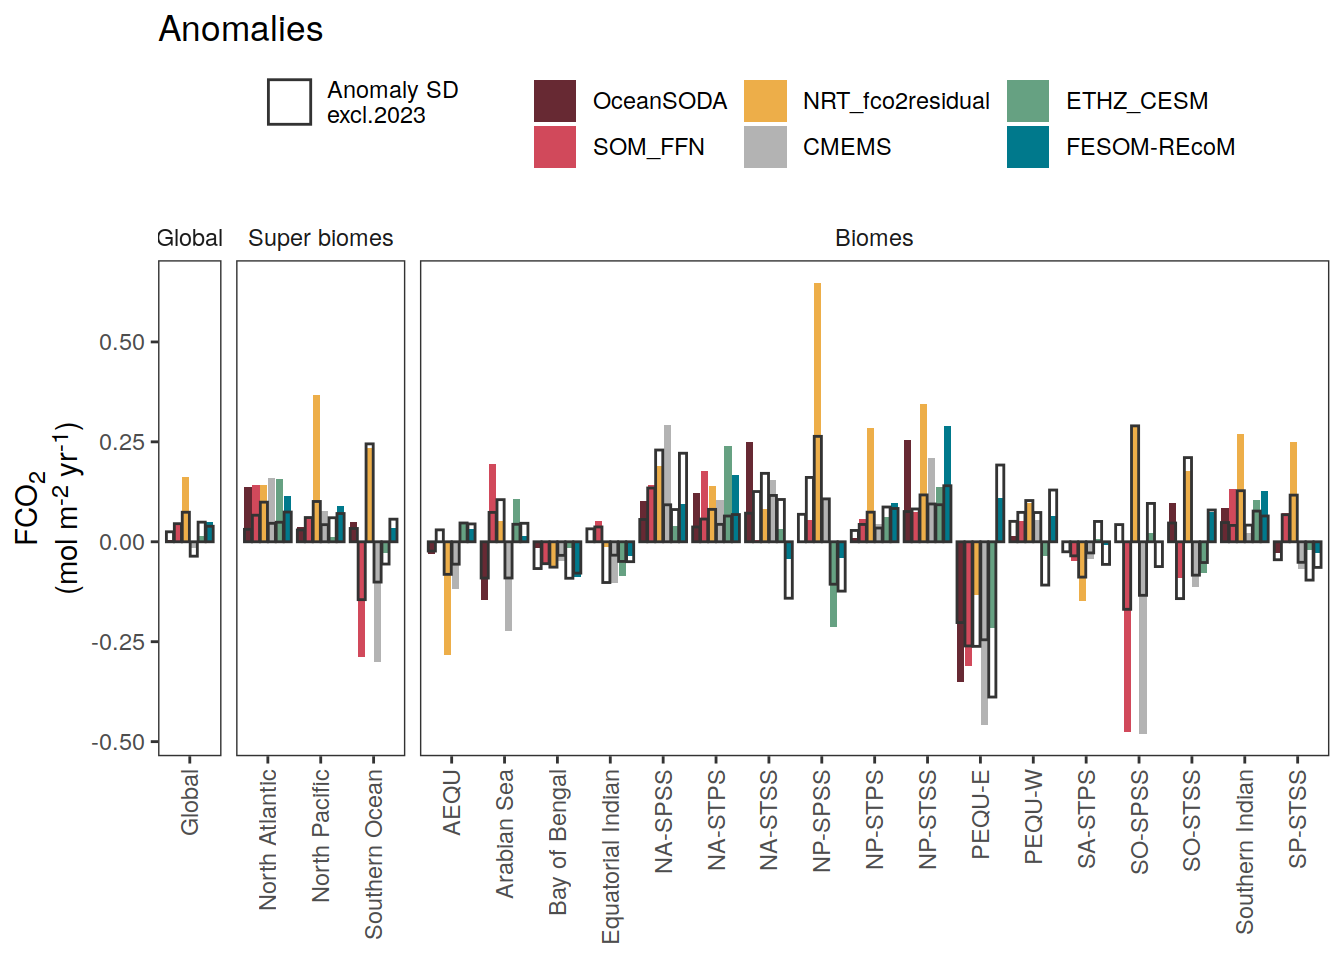 Anomalies
Anomaly SD
excl.2023
OceanSODA
NRT_fco2residual
ETHZ_CESM
SOM_FFN
CMEMS
FESOM-REcoM
Global
Super biomes
Biomes
FCO2
(mol m-2 yr-1)
0.50
0.25
0.00
-0.25
-0.50
Global
North Atlantic
North Pacific
Southern Ocean
AEQU
Arabian Sea
Bay of Bengal
Equatorial Indian
NA-SPSS
NA-STPS
NA-STSS
NP-SPSS
NP-STPS
NP-STSS
PEQU-E
PEQU-W
SA-STPS
SO-SPSS
SO-STSS
Southern Indian
SP-STSS